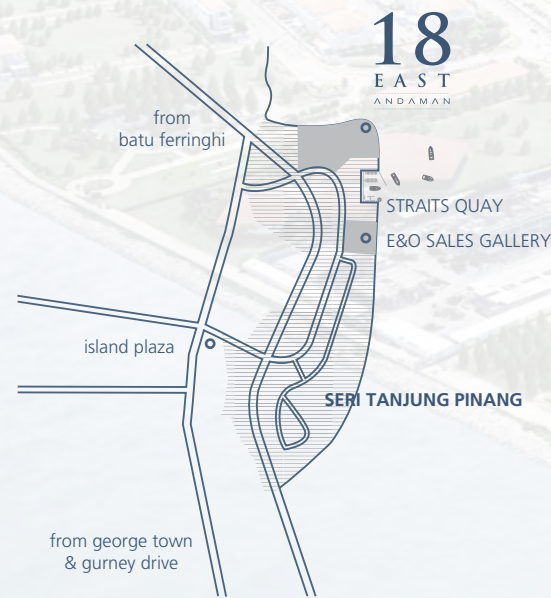 18
EAST
ANDAMAN
from
batu ferringhi
STRAITS QUAY
E&O SALES GALLERY
island plaza
SERI TANJUNG PINANG
from george town
& gurney drive